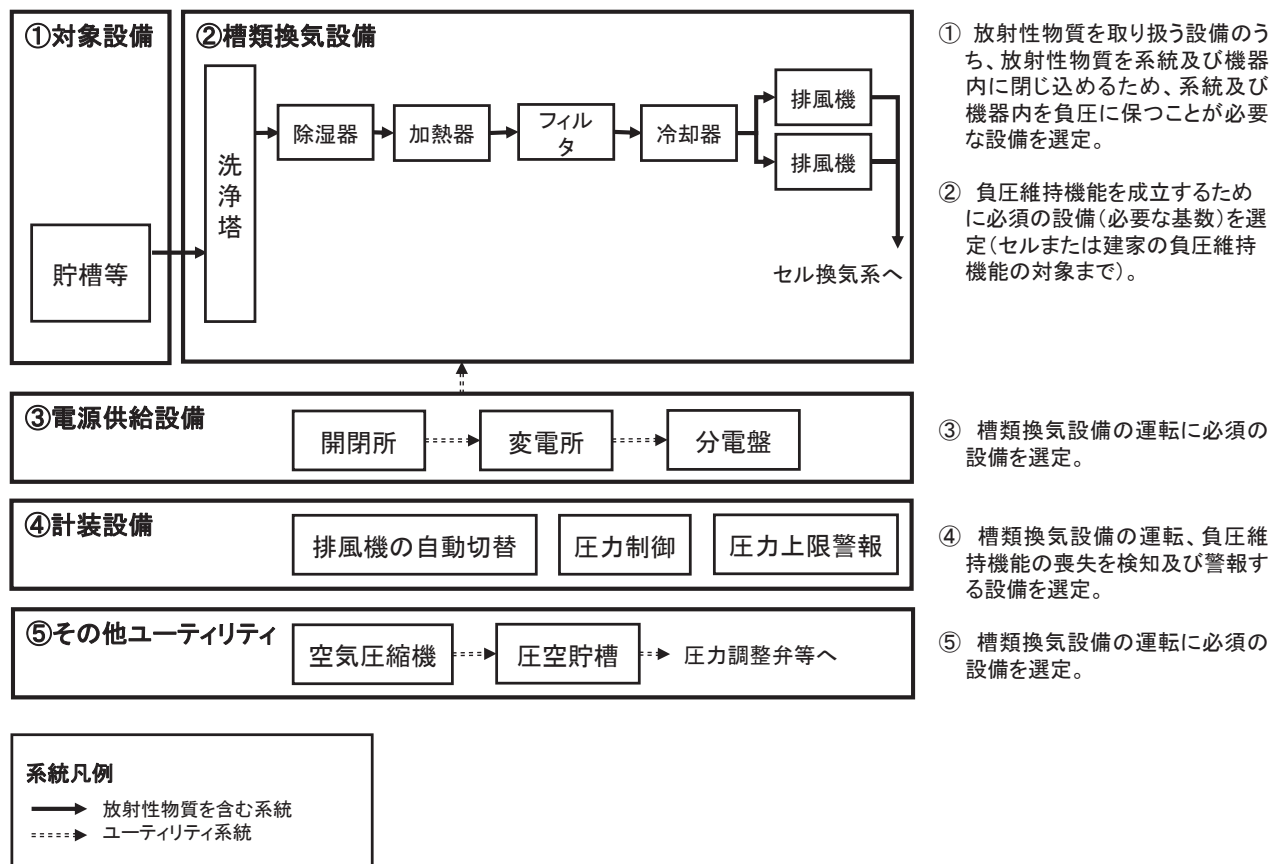 ①対象設備
貯槽等
②槽類換気設備
洗浄塔
除湿器
加熱器
フィル
タ
冷却器
排風機
排風機
セル換気系へ
③電源供給設備
開閉所
変電所
分電盤
④計装設備
排風機の自動切替
圧力制御
圧力上限警報
⑤その他ユーティリティ
空気圧縮機
圧空貯槽
圧力調整弁等へ
系統凡例
放射性物質を含む系統
ユーティリティ系統
① 放射性物質を取り扱う設備のう
ち、放射性物質を系統及び機器
内に閉じ込めるため、系統及び
機器内を負圧に保つことが必要
な設備を選定。
② 負圧維持機能を成立するため
に必須の設備(必要な基数)を選
定(セルまたは建家の負圧維持
機能の対象まで)。
③ 槽類換気設備の運転に必須の
設備を選定。
④ 槽類換気設備の運転、負圧維
持機能の喪失を検知及び警報す
る設備を選定。
⑤ 槽類換気設備の運転に必須の
設備を選定。